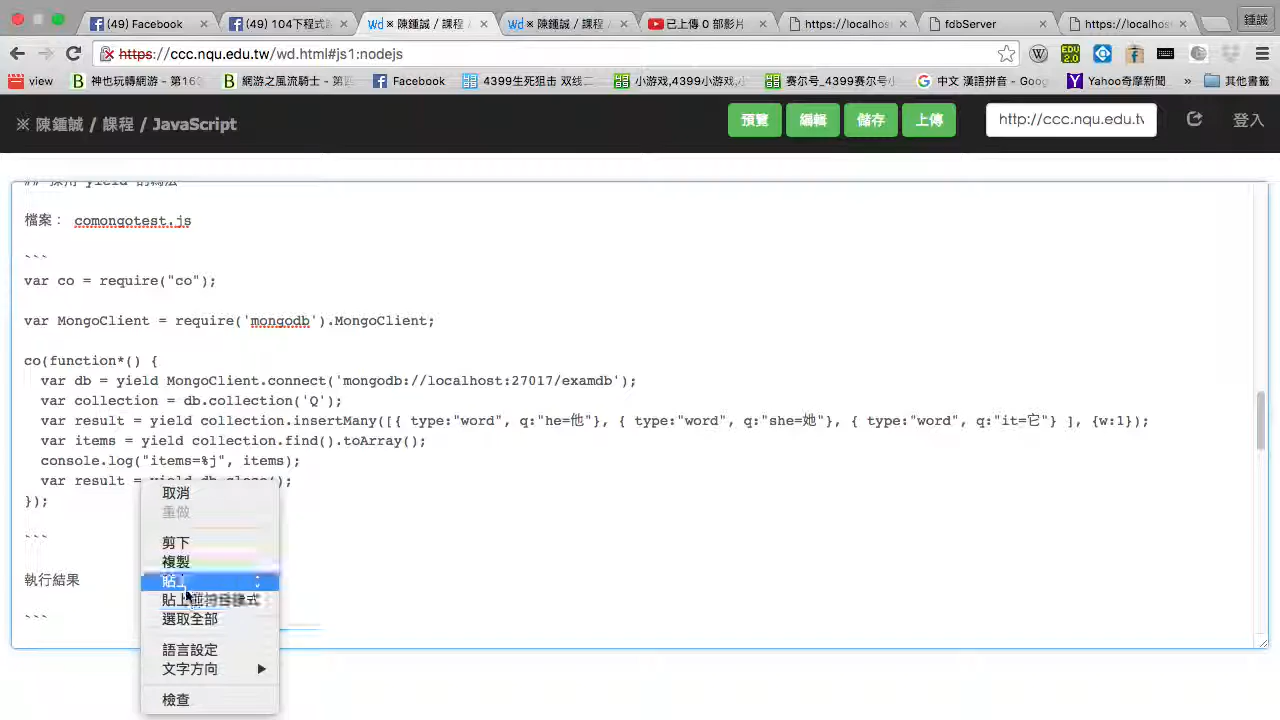 (49) Facebook
(49) 104下程式
※ 陳鍾誠 / 課程
※ 陳鍾誠 / 課程
已上傳 0 部影片
https://localhos
fdbServer
https://localhos
鍾誠
https://ccc.nqu.edu.tw/wd.html#js1:nodejs
view
神也玩轉網游 - 第16
網游之風流騎士 - 第四
Facebook
4399生死狙击 双线二
小游戏,4399小游戏,小
赛尔号_4399赛尔号小
中文 漢語拼音 - Goog
Yahoo奇摩新聞
»
其他書籤
※ 陳鍾誠 / 課程 / JavaScript
預覽
編輯
儲存
上傳
http://ccc.nqu.edu.tv
登入
檔案： comongotest.js
```
var co = require("co");
var MongoClient = require('mongodb').MongoClient;
co(function*() {
var db = yield MongoClient.connect('mongodb://localhost:27017/examdb');
var collection = db.collection('Q');
var result = yield collection.insertMany([{ type:"word", q:"he=他"}, { type:"word", q:"she=她"}, { type:"word", q:"it=它"} ], {w:1});
var items = yield collection.find().toArray();
console.log("items=%j", items);
var result = yield db.close();
});
```
執行結果
```
取消
重做
剪下
複製
貼上
選取全部
語言設定
文字方向
檢查